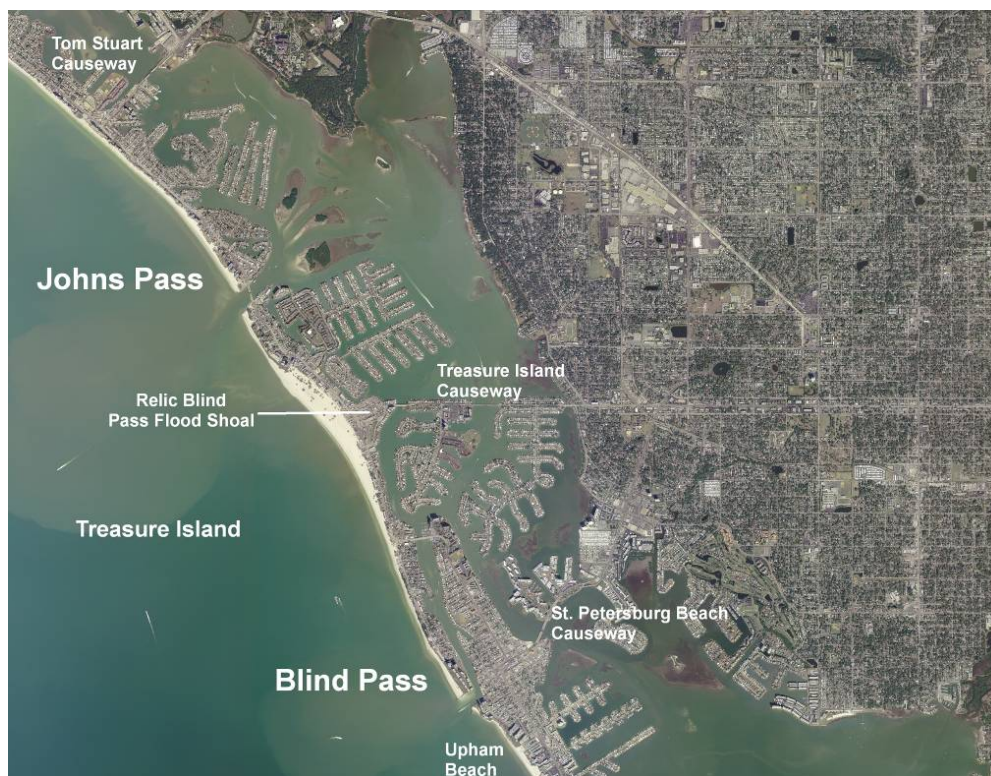 Tom Stuart
Causeway
Johns Pass
Treasure Island
Causeway
Relic Blind
Pass Flood Shoal
Treasure Island
St. Petersburg Beach
Causeway
Blind Pass
Upham
Beach